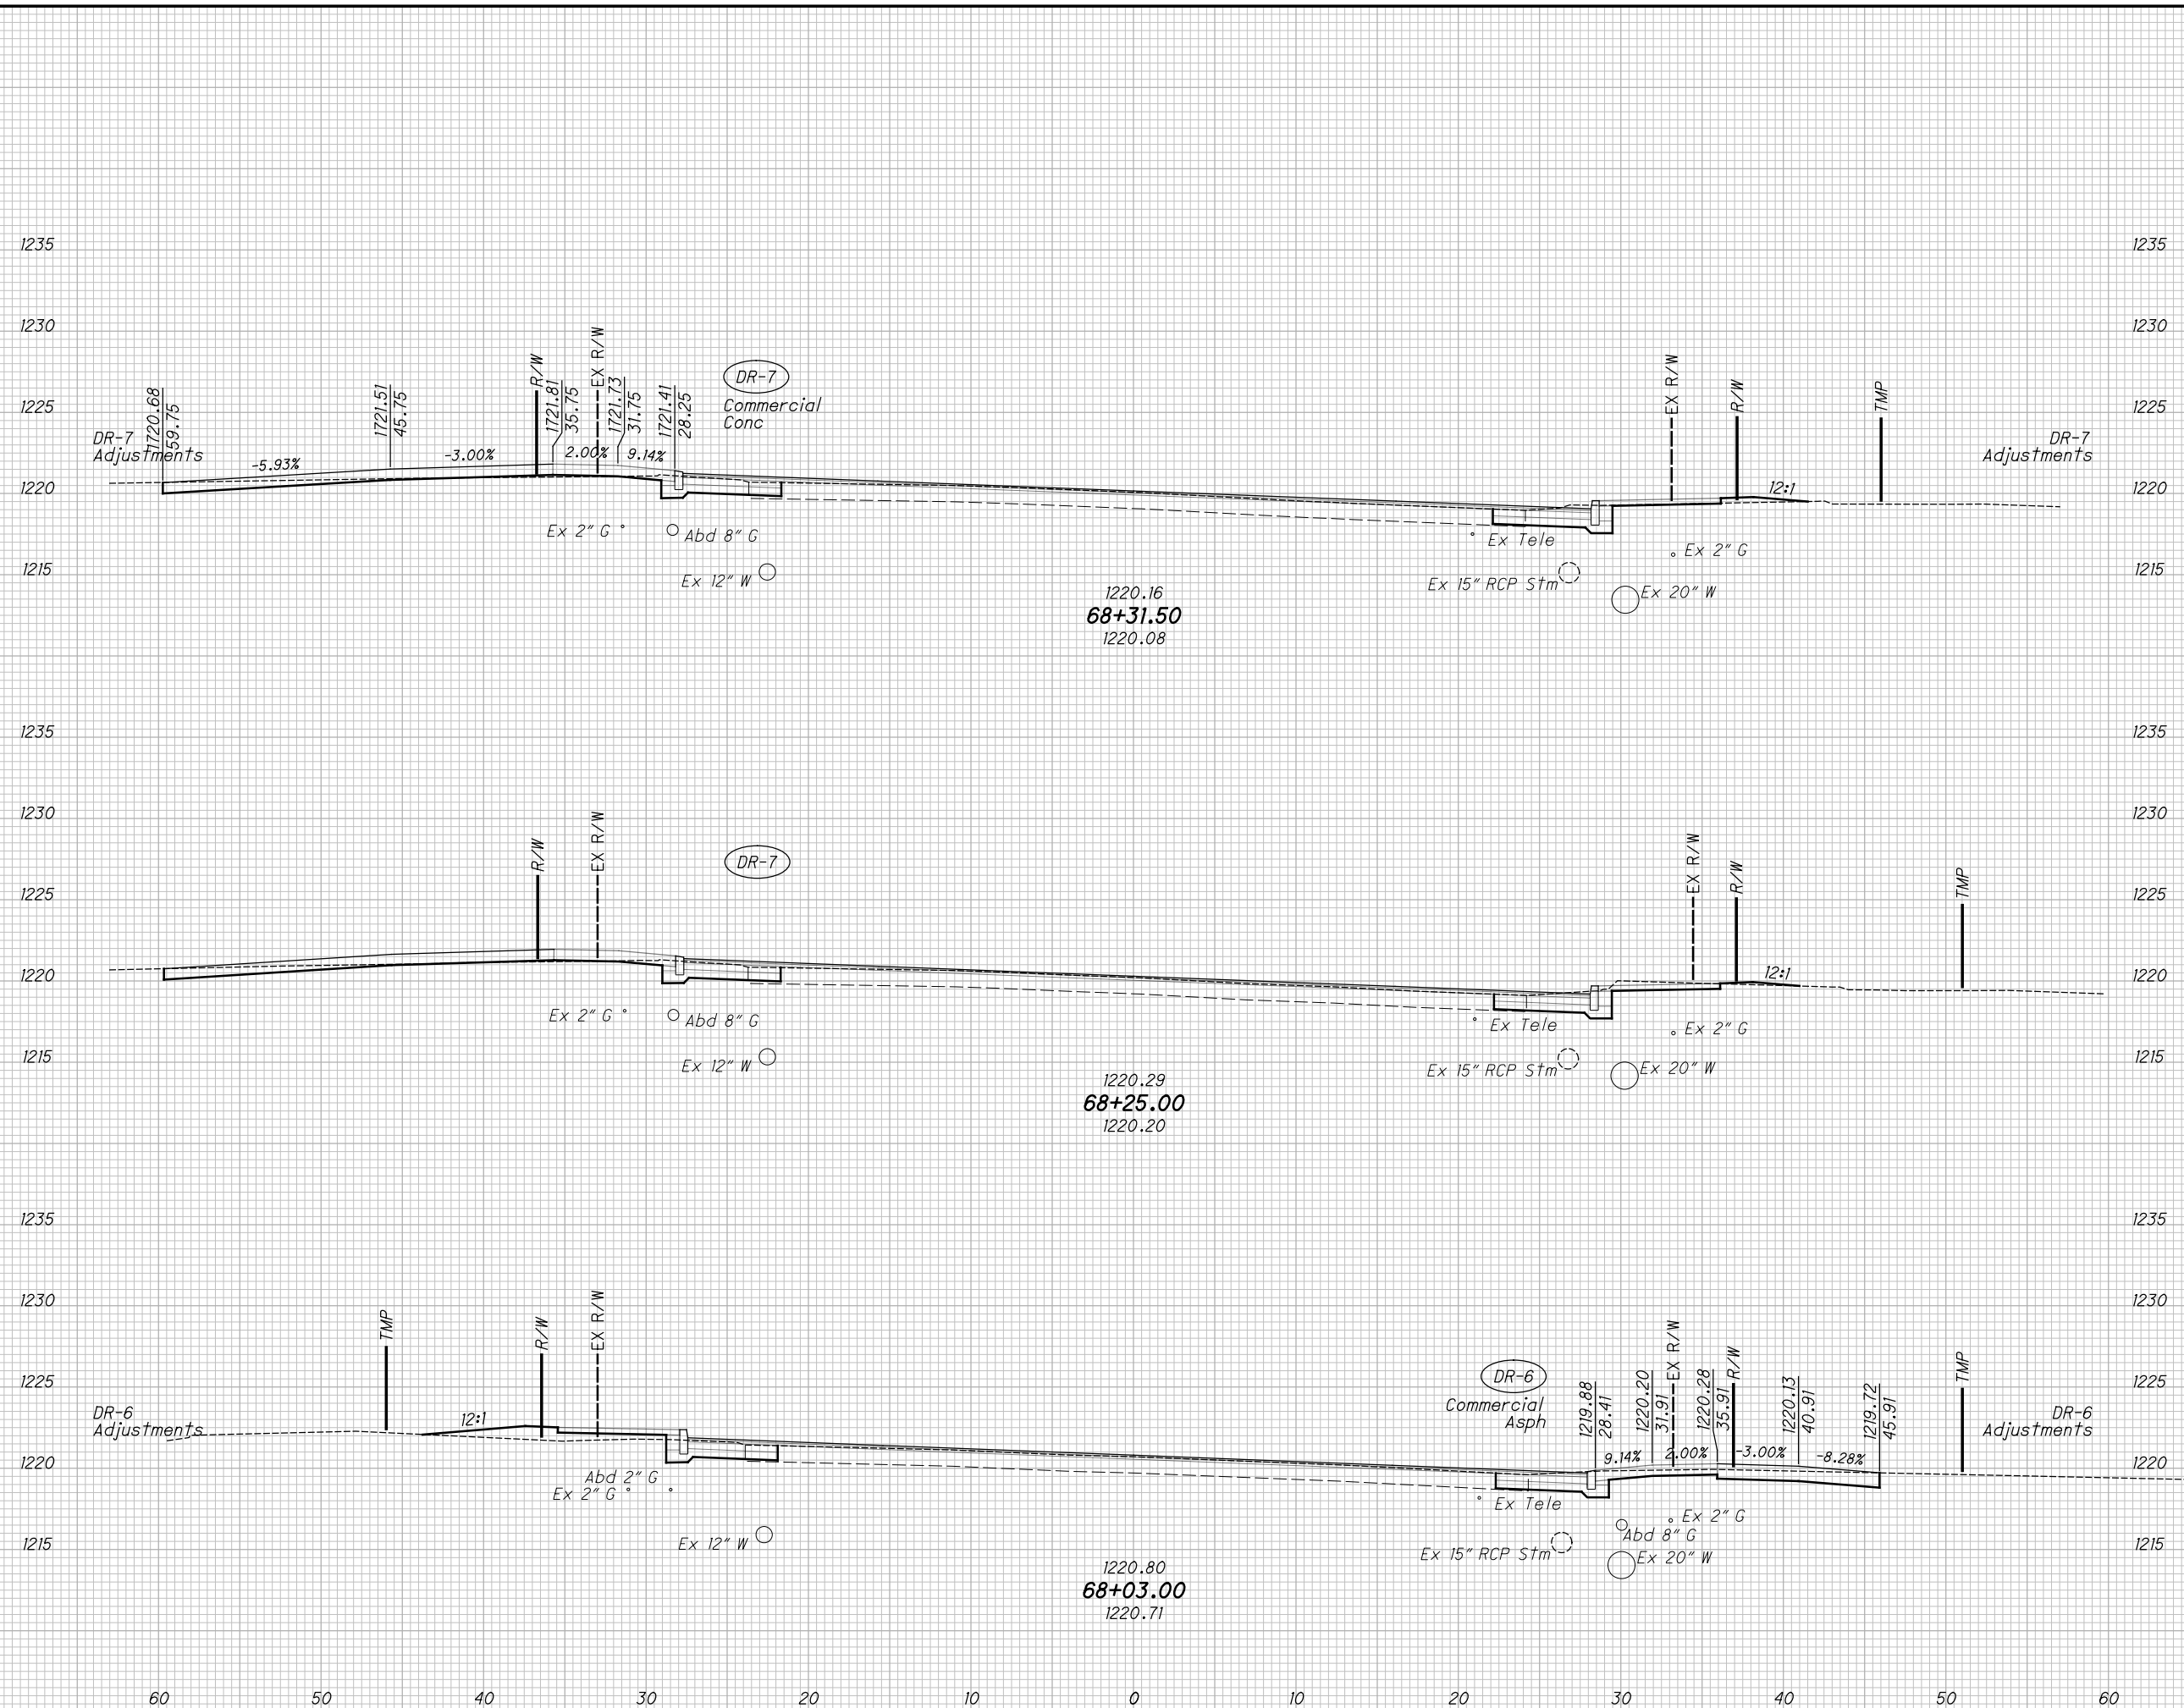 1235
1235
1230
1230
EX R/W
R/W
1225
1225
1720.68
59.75
1721.51
45.75
1721.81
35.75
1721.73
31.75
1721.41
28.25
DR-7
Commercial
Conc
EX R/W
R/W
TMP
DR-7
Adjustments
DR-7
Adjustments
-5.93%
-3.00%
2.00%
9.14%
1220
12:1
1220
Ex 2" G
Abd 8" G
Ex Tele
Ex 2" G
1215
Ex 12" W
Ex 15" RCP Stm
Ex 20" W
1215
1220.16
68+31.50
1220.08
1235
1235
1230
1230
R/W
EX R/W
DR-7
EX R/W
R/W
TMP
1225
1225
1220
12:1
1220
Ex 2" G
Abd 8" G
Ex Tele
Ex 2" G
1215
Ex 12" W
Ex 15" RCP Stm
Ex 20" W
1215
1220.29
68+25.00
1220.20
1235
1235
1230
1230
TMP
R/W
EX R/W
EX R/W
R/W
TMP
1225
1225
DR-6
Commercial
Asph
1219.88
28.41
1220.20
31.91
1220.28
35.91
1220.13
40.91
1219.72
45.91
DR-6
Adjustments
12:1
DR-6
Adjustments
9.14%
2.00%
-3.00%
-8.28%
1220
1220
Abd 2" G
Ex 2" G
Ex Tele
Ex 2" G
Abd 8" G
1215
Ex 12" W
Ex 15" RCP Stm
Ex 20" W
1215
1220.80
68+03.00
1220.71
60
50
40
30
20
10
0
10
20
30
40
50
60